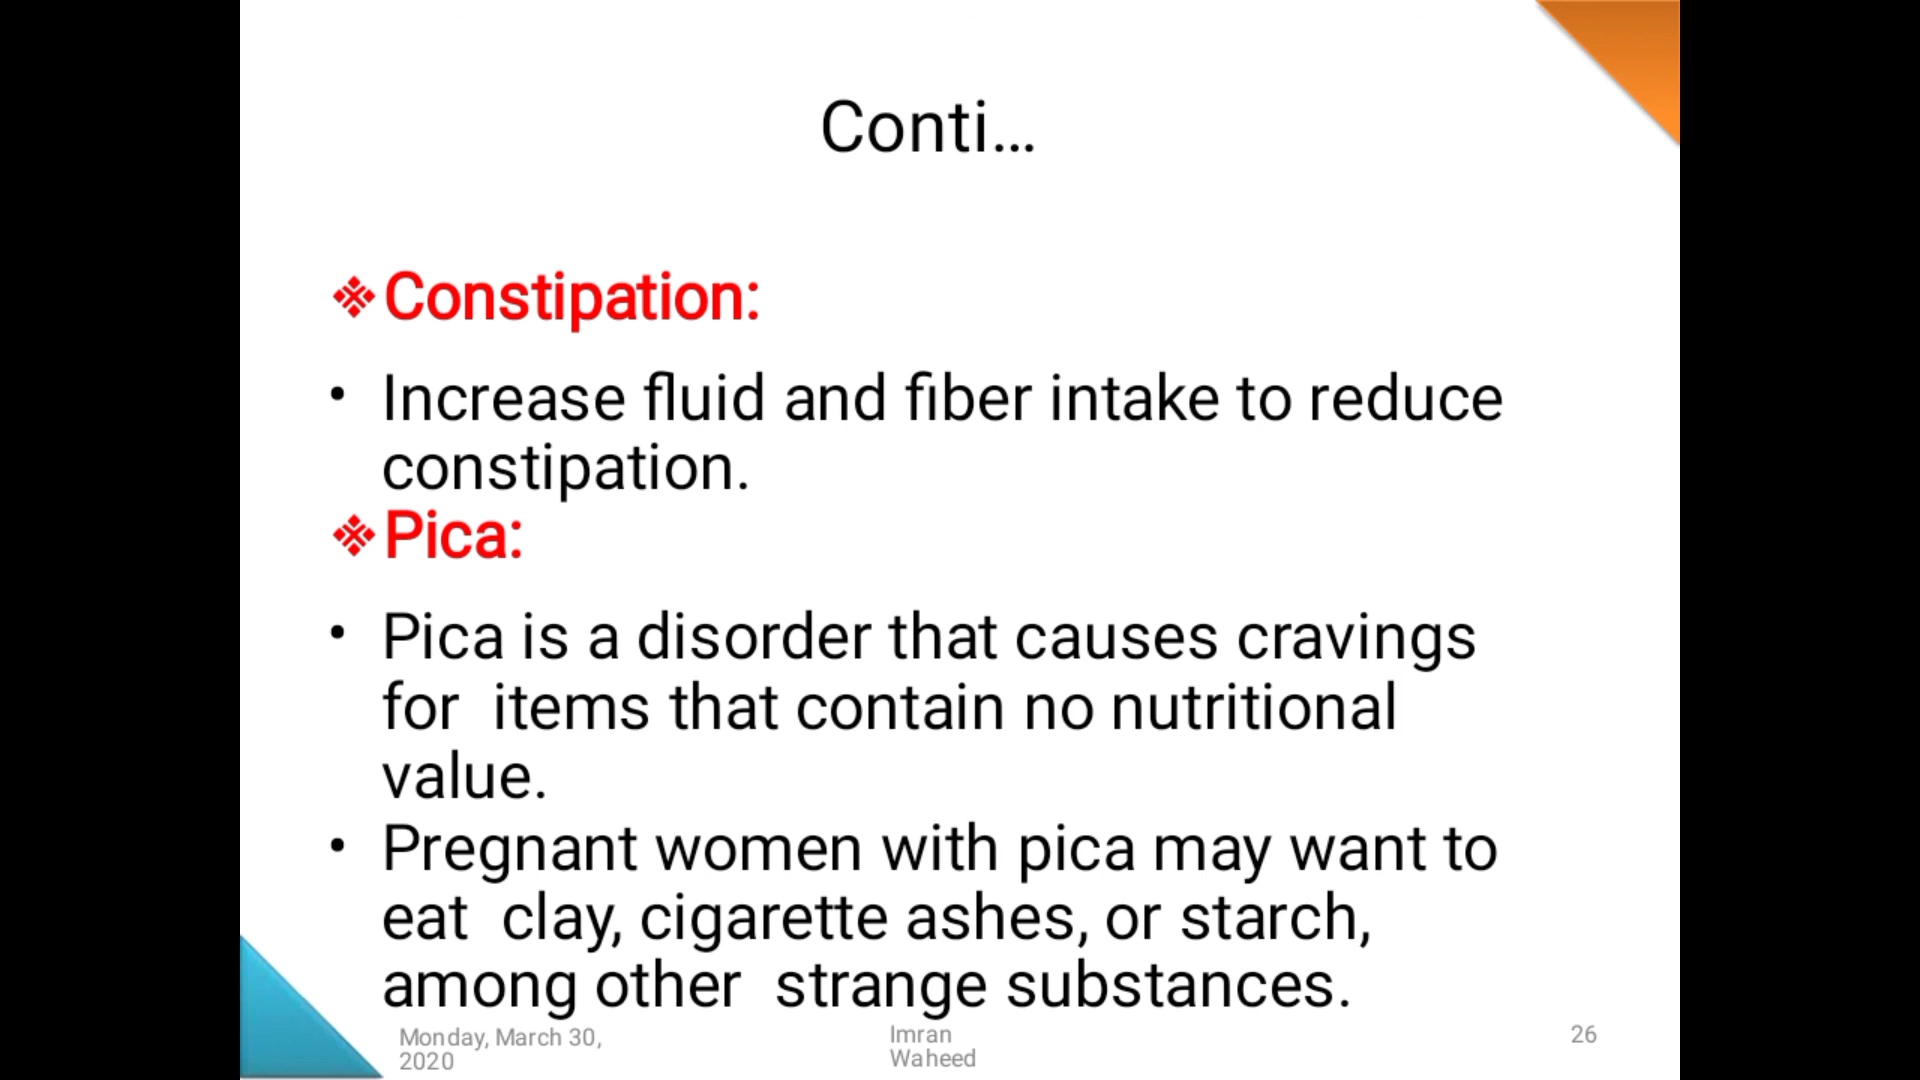 Conti...
❖Constipation:
• Increase fluid and fiber intake to reduce
constipation.
❖Pica:
• Pica is a disorder that causes cravings
for items that contain no nutritional
value.
• Pregnant women with pica may want to
eat clay, cigarette ashes, or starch,
among other strange substances.
Monday, March 30,
2020
Imran
Waheed
26